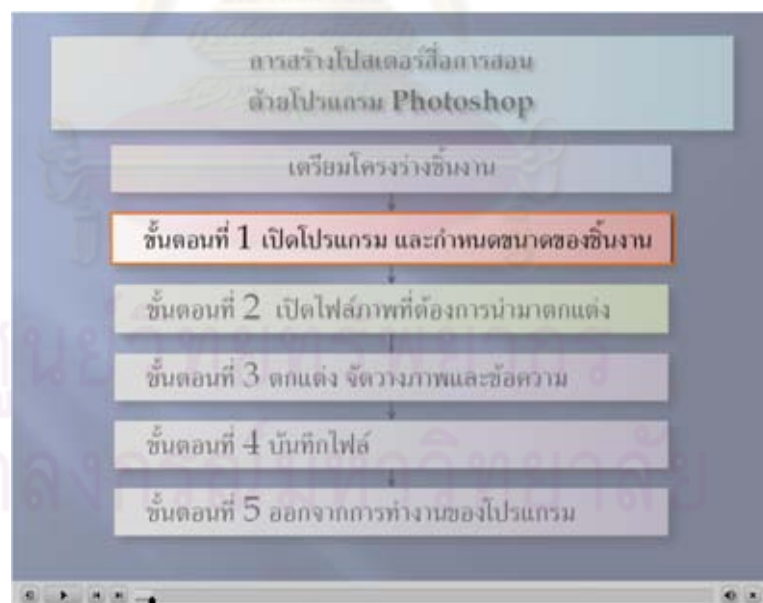 การสร้างโปสเตอร์สื่อการสอน
ด้วยโปรแกรม Photoshop
เตรียมโครงร่างชิ้นงาน
ขั้นตอนที่ 1 เปิดโปรแกรม และกำหนดขนาดของชิ้นงาน
ขั้นตอนที่ 2 เปิดไฟล์ภาพที่ต้องการนำมาตกแต่ง
ขั้นตอนที่ 3 ตกแต่ง จัดวางภาพและข้อความ
ขั้นตอนที่ 4 บันทึกไฟล์
ขั้นตอนที่ 5 ออกจากการทำงานของโปรแกรม